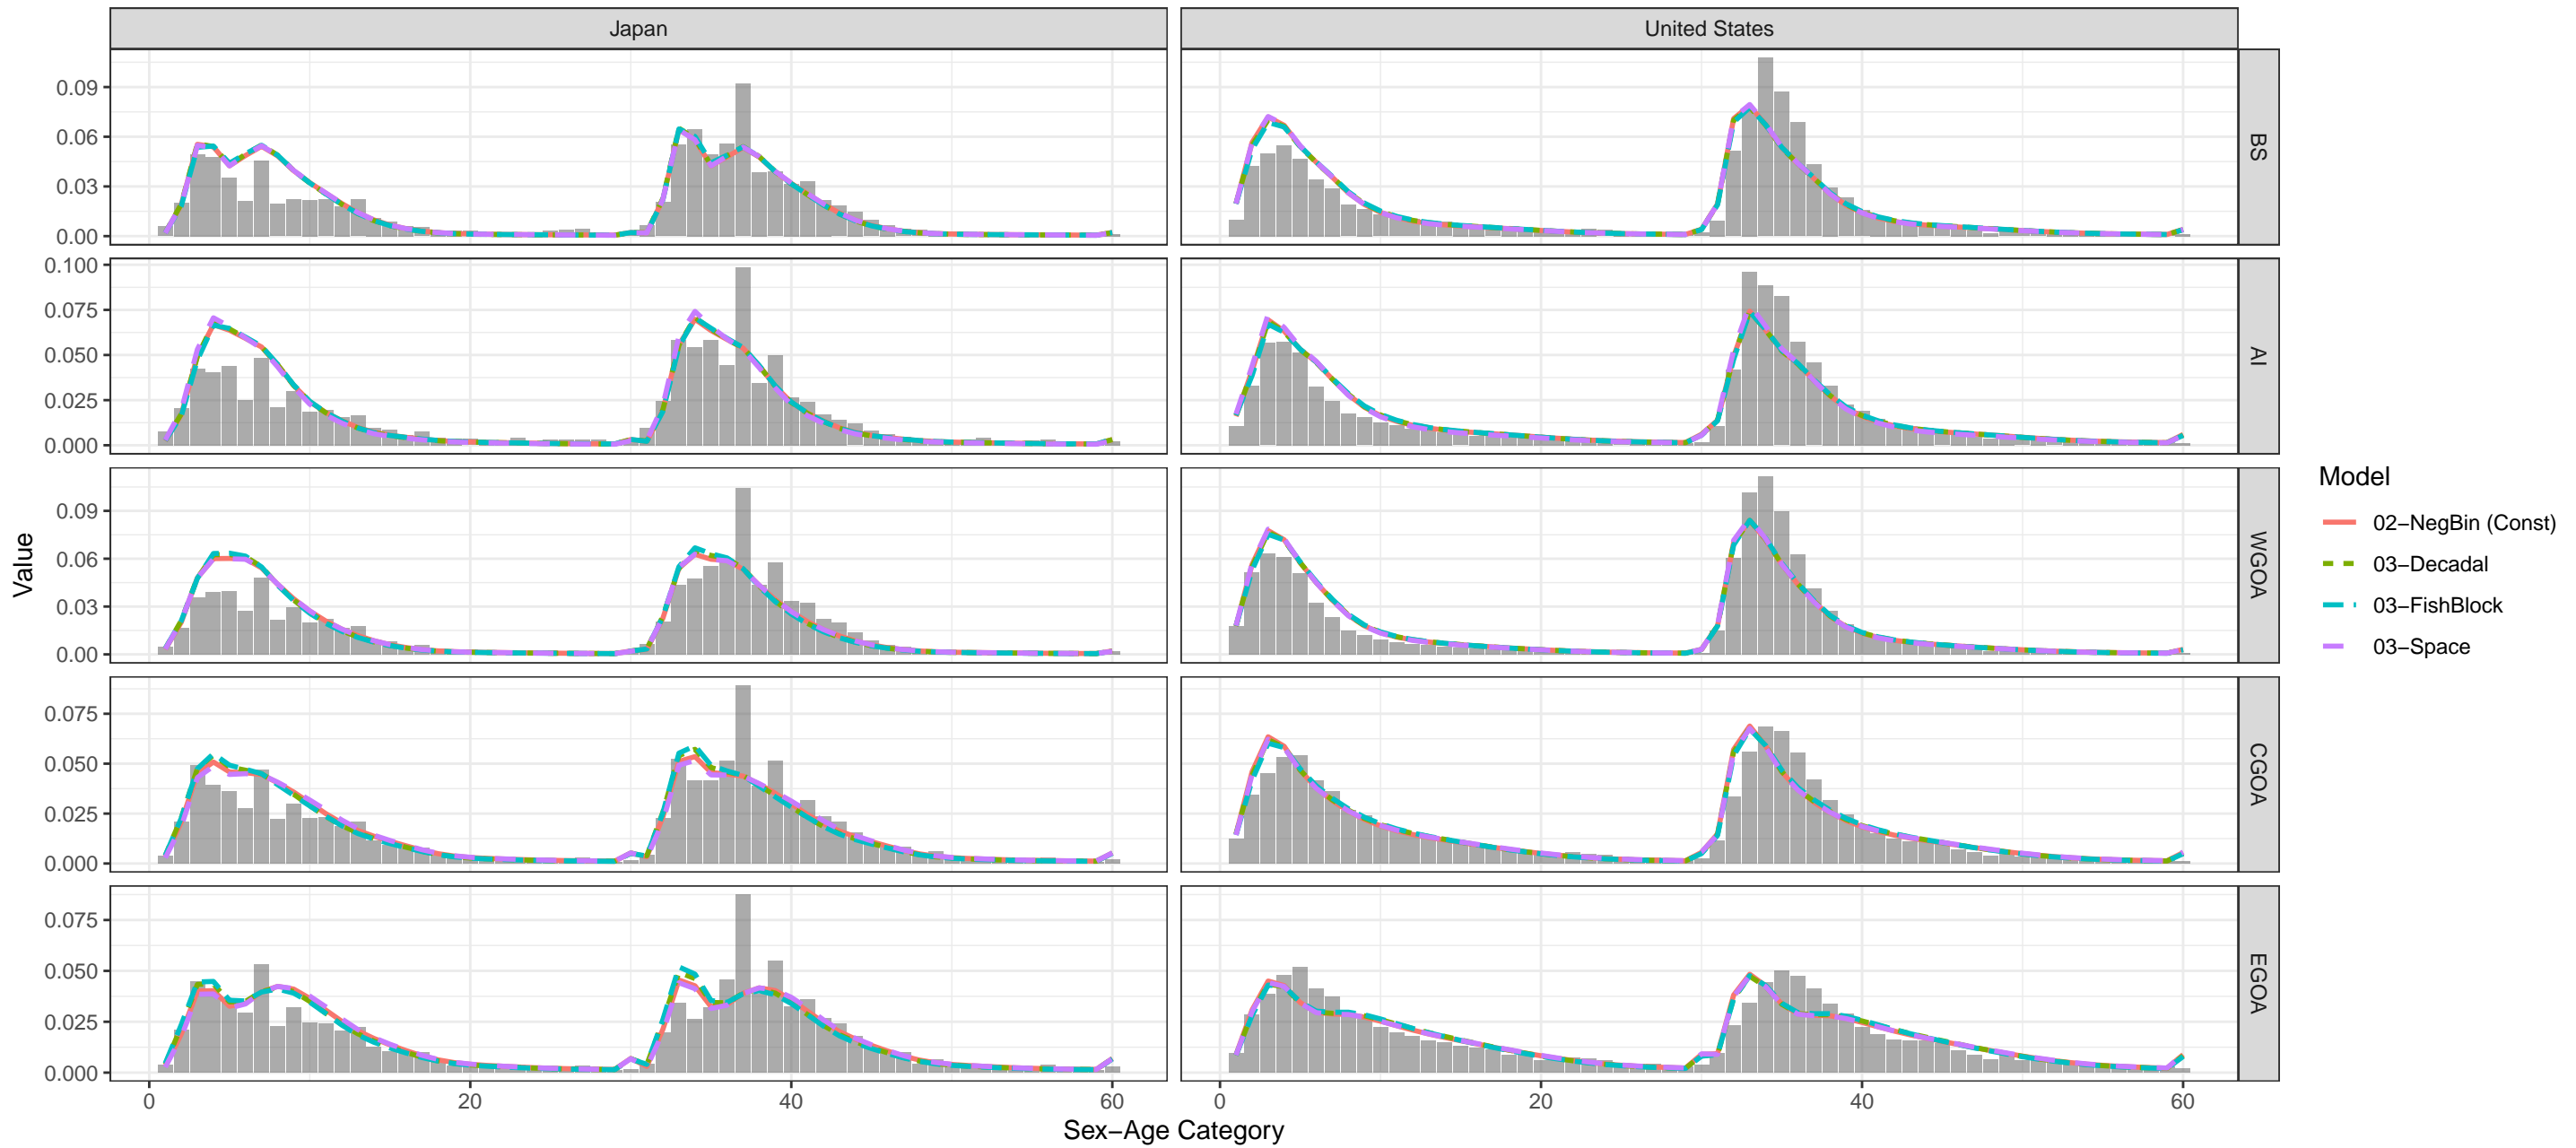 Japan
United States
Value
0.09
0.06
0.03
0.00
BS
0.100
0.075
0.050
0.025
0.000
AI
0.09
0.06
0.03
0.00
WGOA
0.075
0.050
0.025
0.000
CGOA
0.075
0.050
0.025
0.000
EGOA
0 20 40 60 0 20 40 60
Sex−Age Category
Model
02−NegBin (Const)
03−Decadal
03−FishBlock
03−Space